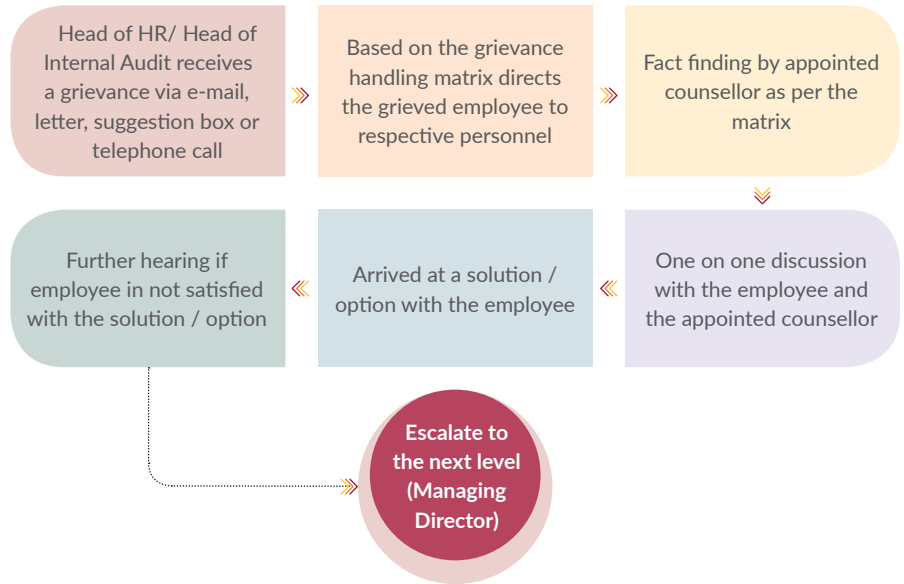 Head of HR/ Head of
Internal Audit receives
a grievance via e-mail,
letter, suggestion box or
telephone call
Based on the grievance
handling matrix directs
the grieved employee to
respective personnel
Fact finding by appointed
counsellor as per the
matrix
One on one discussion
with the employee and
the appointed counsellor
Arrived at a solution /
option with the employee
Further hearing if
employee in not satisfied
with the solution / option
Escalate to
the next level
(Managing
Director)